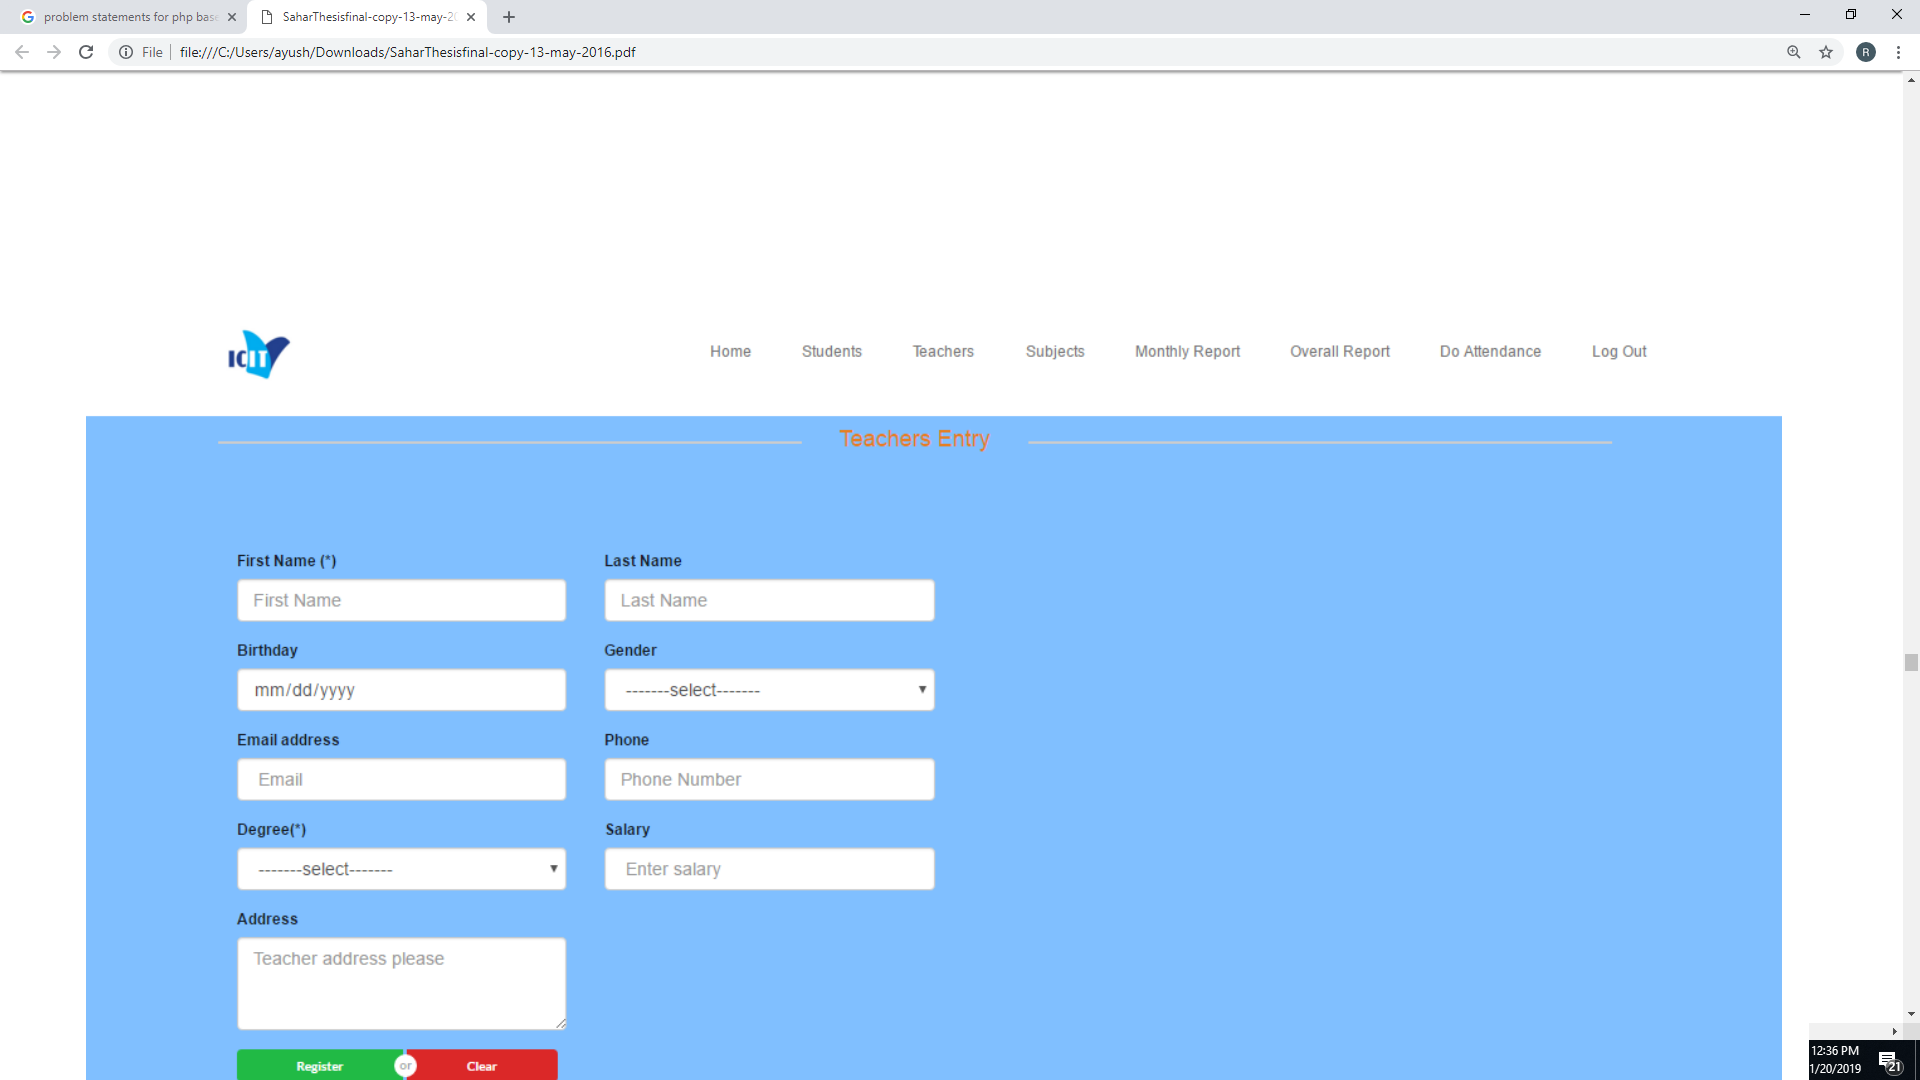 problem statements for php base
SaharThesisfinal-copy-13-may-20
File file:///C:/Users/ayush/Downloads/SaharThesisfinal-copy-13-may-2016.pdf R
ICIT
Home Students Teachers Subjects Monthly Report Overall Report Do Attendance Log Out
Teachers Entry
First Name (*) Last Name
First Name Last Name
Birthday Gender
mm/dd/yyyy -------select-------
Email address Phone
Email Phone Number
Degree(*) Salary
-------select------- Enter salary
Address
Teacher address please
Register or Clear
12:36 PM
1/20/2019 21